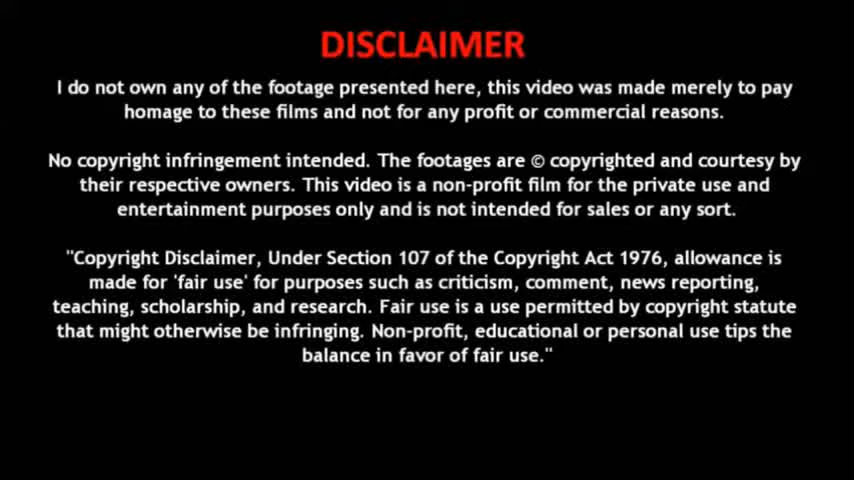 DISCLAIMER
I do not own any of the footage presented here, this video was made merely to pay
homage to these films and not for any profit or commercial reasons.
No copyright infringement intended. The footages are © copyrighted and courtesy by
their respective owners. This video is a non-profit film for the private use and
entertainment purposes only and is not intended for sales or any sort.
"Copyright Disclaimer, Under Section 107 of the Copyright Act 1976, allowance is
made for 'fair use' for purposes such as criticism, comment, news reporting,
teaching, scholarship, and research. Fair use is a use permitted by copyright statute
that might otherwise be infringing. Non-profit, educational or personal use tips the
balance in favor of fair use."